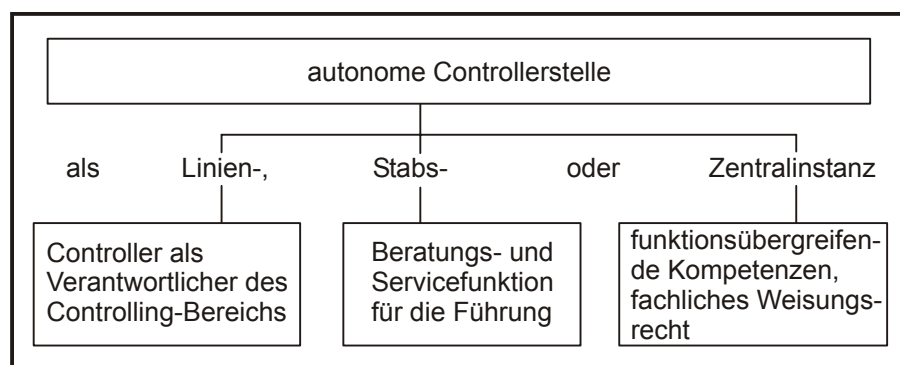 autonome Controllerstelle
als Linien-, Stabs- oder Zentralinstanz
Controller als
Verantwortlicher des
Controlling-Bereichs
Beratungs- und
Servicefunktion
für die Führung
funktionsübergreifen-
de Kompetenzen,
fachliches Weisungs-
recht